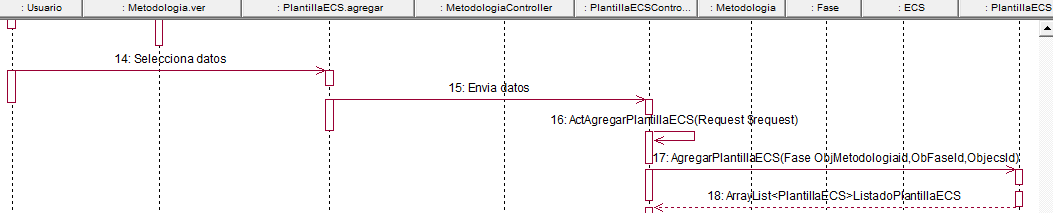 : Usuario
: Metodologia.ver
: PlantillaECS.agregar
: MetodologiaController
: PlantillaECSContro...
: Metodologia
: Fase
: ECS
: PlantillaECS
14: Selecciona datos
15: Envia datos
16: ActAgregarPlantillaECS(Request $request)
17: AgregarPlantillaECS(Fase ObjMetodologiaid,ObFaseId,ObjecsId)
18: ArrayList<PlantillaECS>ListadoPlantillaECS